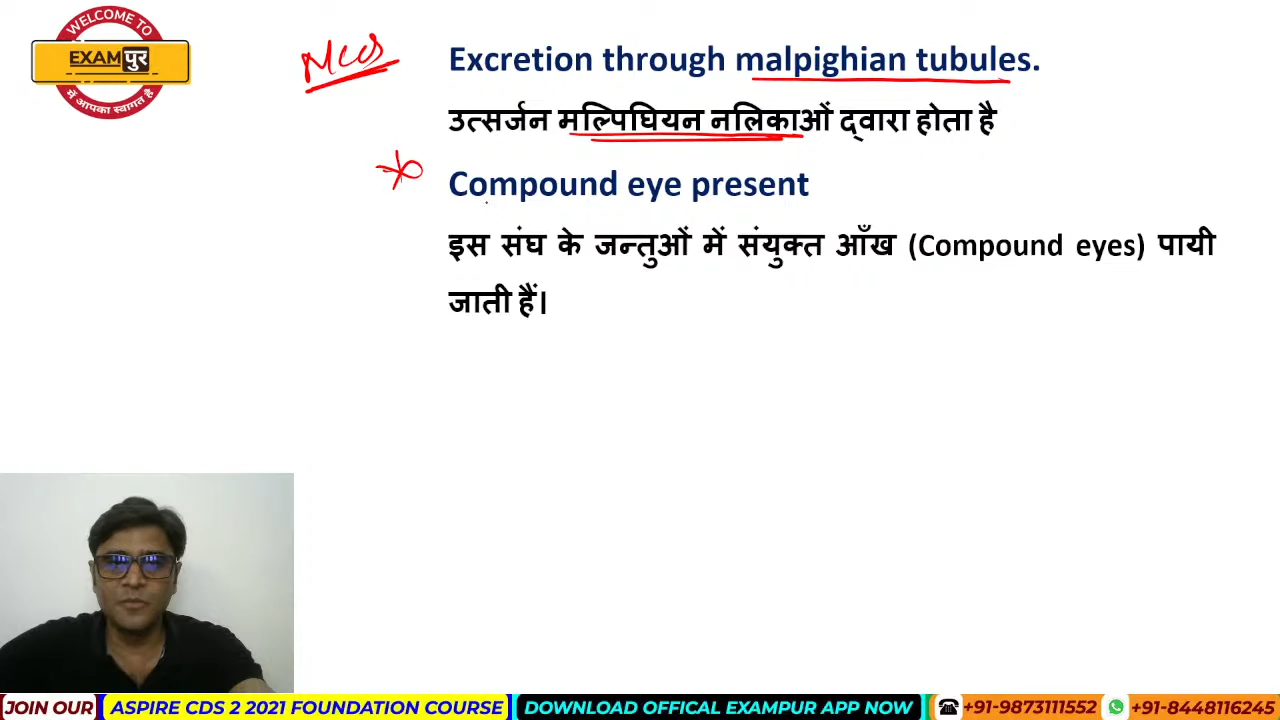 WELCOME TO
EXAMपुर
में आपका स्वागत है
MCQ
Excretion through malpighian tubules.
उत्सर्जन मल्पिघियन नलिकाओं द्वारा होता है
Compound eye present
इस संघ के जन्तुओं में संयुक्त आँख (Compound eyes) पायी
जाती हैं।
JOIN OUR ASPIRE CDS 2 2021 FOUNDATION COURSE DOWNLOAD OFFICAL EXAMPUR APP NOW +91-9873111552 +91-8448116245